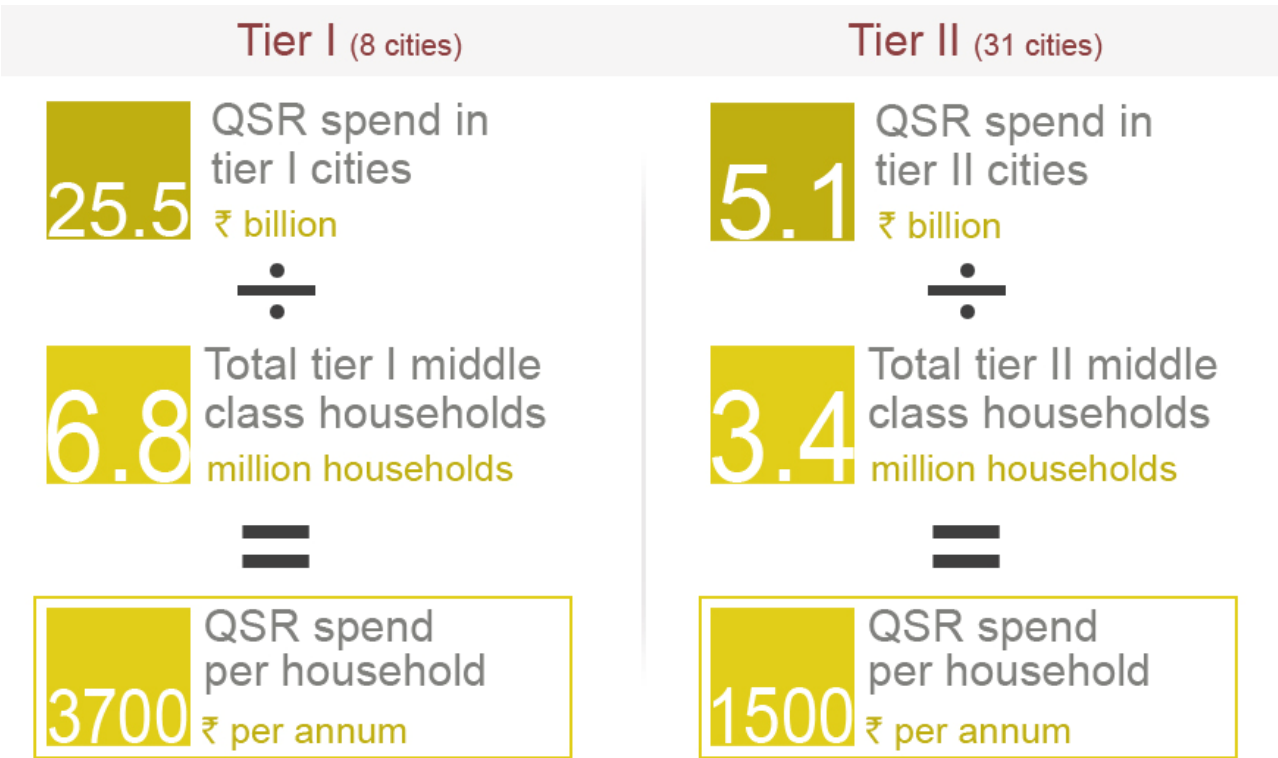 Tier I (8 cities)
25.5
QSR spend in
tier I cities
₹ billion
÷
6.8
Total tier I middle
class households
million households
=
3700
QSR spend
per household
₹ per annum
Tier II (31 cities)
5.1
QSR spend in
tier II cities
₹ billion
÷
3.4
Total tier II middle
class households
million households
=
1500
QSR spend
per household
₹ per annum